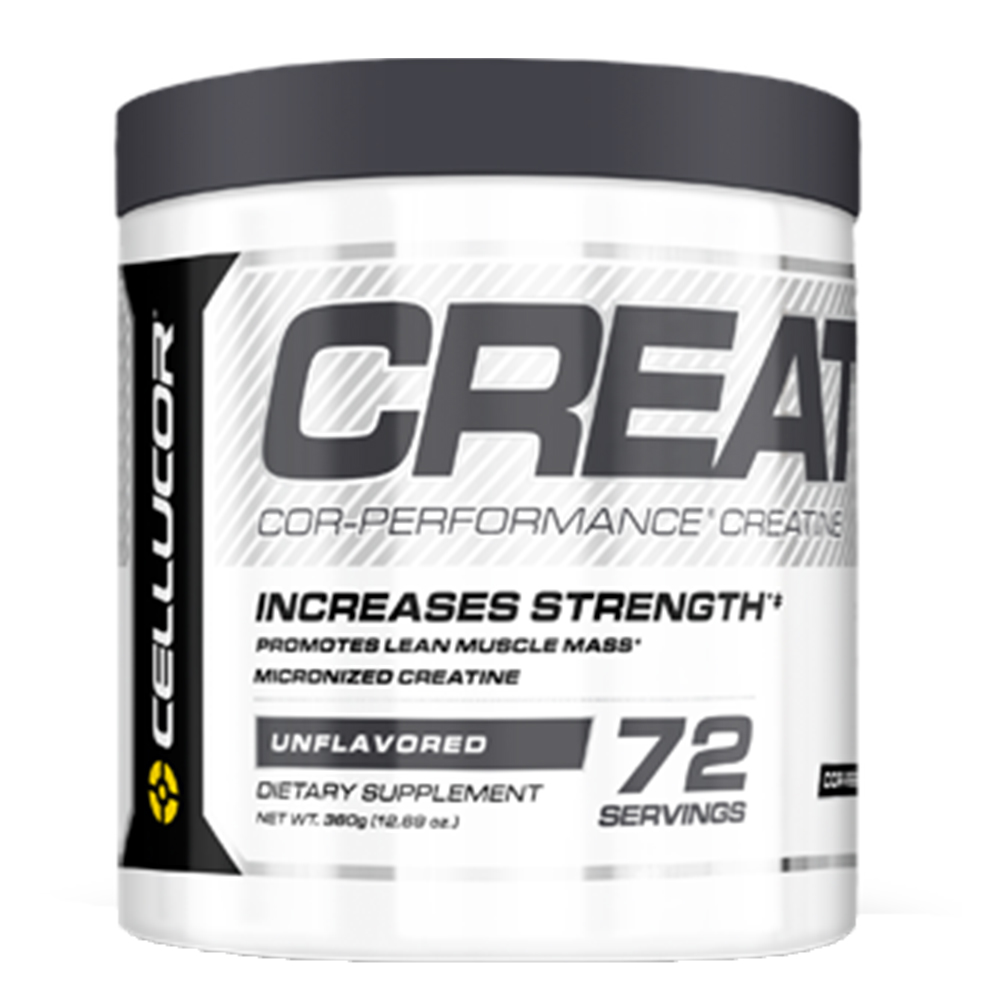 CELLUCOR®
CREAT
COR-PERFORMANCE® CREATINE
INCREASES STRENGTH*‡
PROMOTES LEAN MUSCLE MASS*
MICRONIZED CREATINE
UNFLAVORED
72
SERVINGS
DIETARY SUPPLEMENT
NET WT. 360g (12.69 oz.)